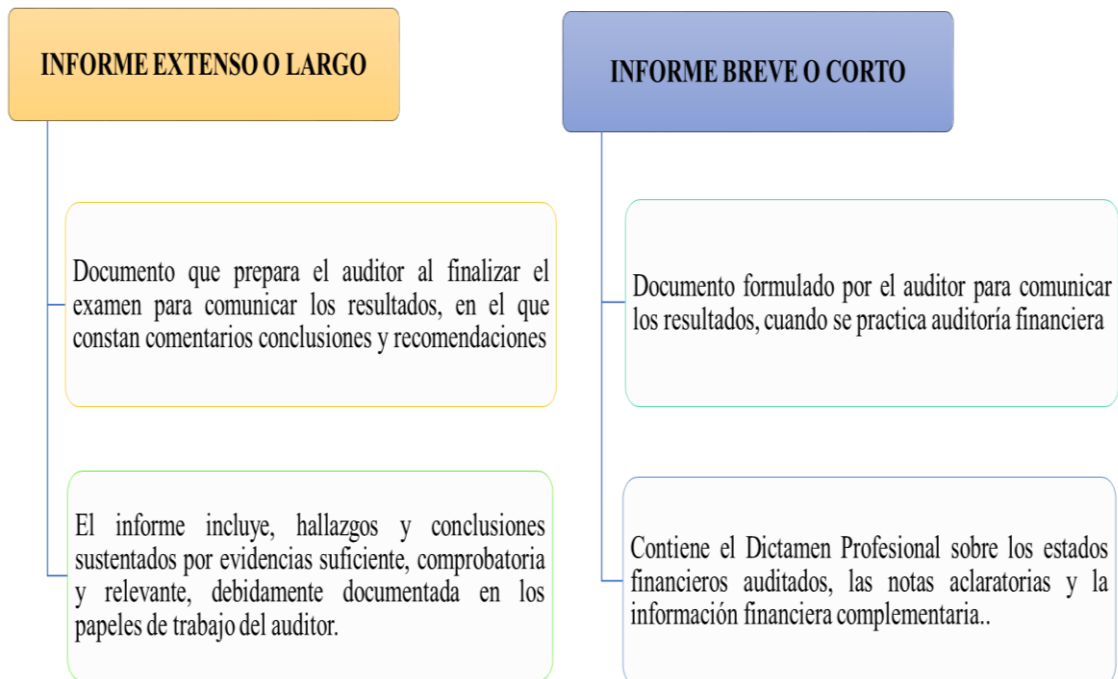 INFORME EXTENSO O LARGO
Documento que prepara el auditor al finalizar el
examen para comunicar los resultados, en el que
constan comentarios conclusiones y recomendaciones
El informe incluye, hallazgos y conclusiones
sustentados por evidencias suficiente, comprobatoria
y relevante, debidamente documentada en los
papeles de trabajo del auditor.
INFORME BREVE O CORTO
Documento formulado por el auditor para comunicar
los resultados, cuando se practica auditoría financiera
Contiene el Dictamen Profesional sobre los estados
financieros auditados, las notas aclaratorias y la
información financiera complementaria..